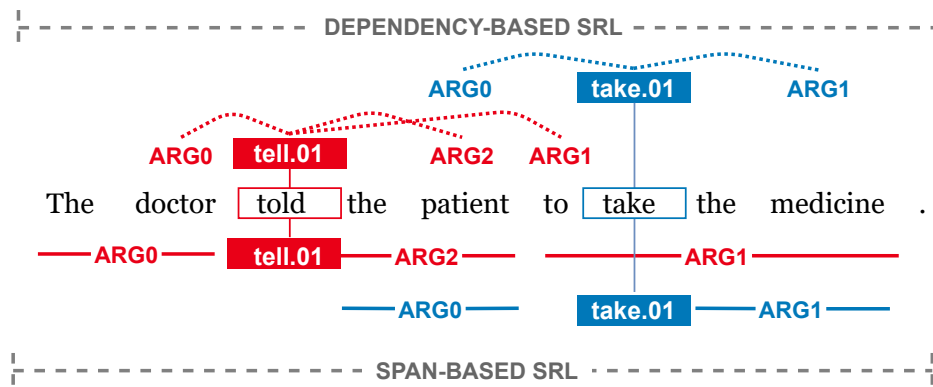 DEPENDENCY-BASED SRL
ARG0 take.01 ARG1
ARG0 tell.01 ARG2 ARG1
The doctor told the patient to take the medicine .
ARG0 tell.01 ARG2 ARG1
ARG0 take.01 ARG1
SPAN-BASED SRL